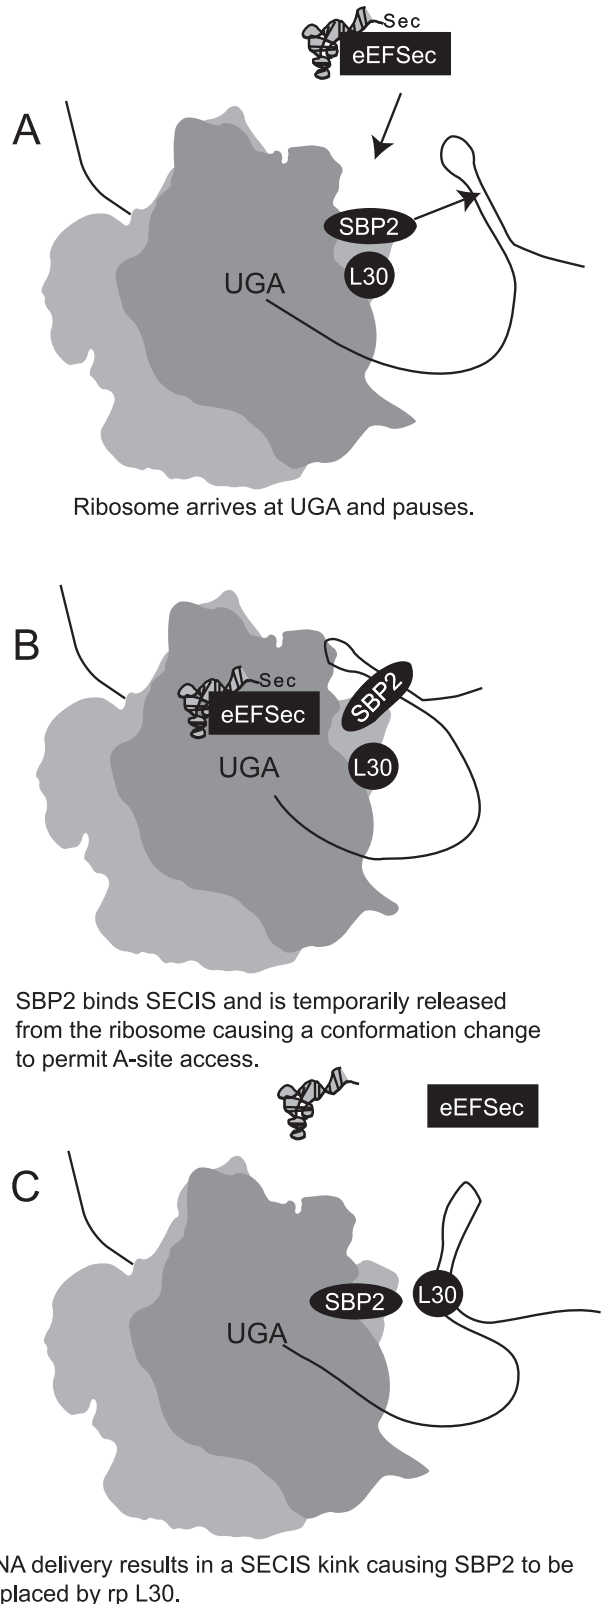 Sec
eEFSec
A
SBP2
L30
UGA
Ribosome arrives at UGA and pauses.
B
Sec
SBP2
eEFSec
L30
UGA
SBP2 binds SECIS and is temporarily released
from the ribosome causing a conformation change
to permit A-site access.
eEFSec
C
SBP2
L30
UGA
NA delivery results in a SECIS kink causing SBP2 to be
placed by rp L30.